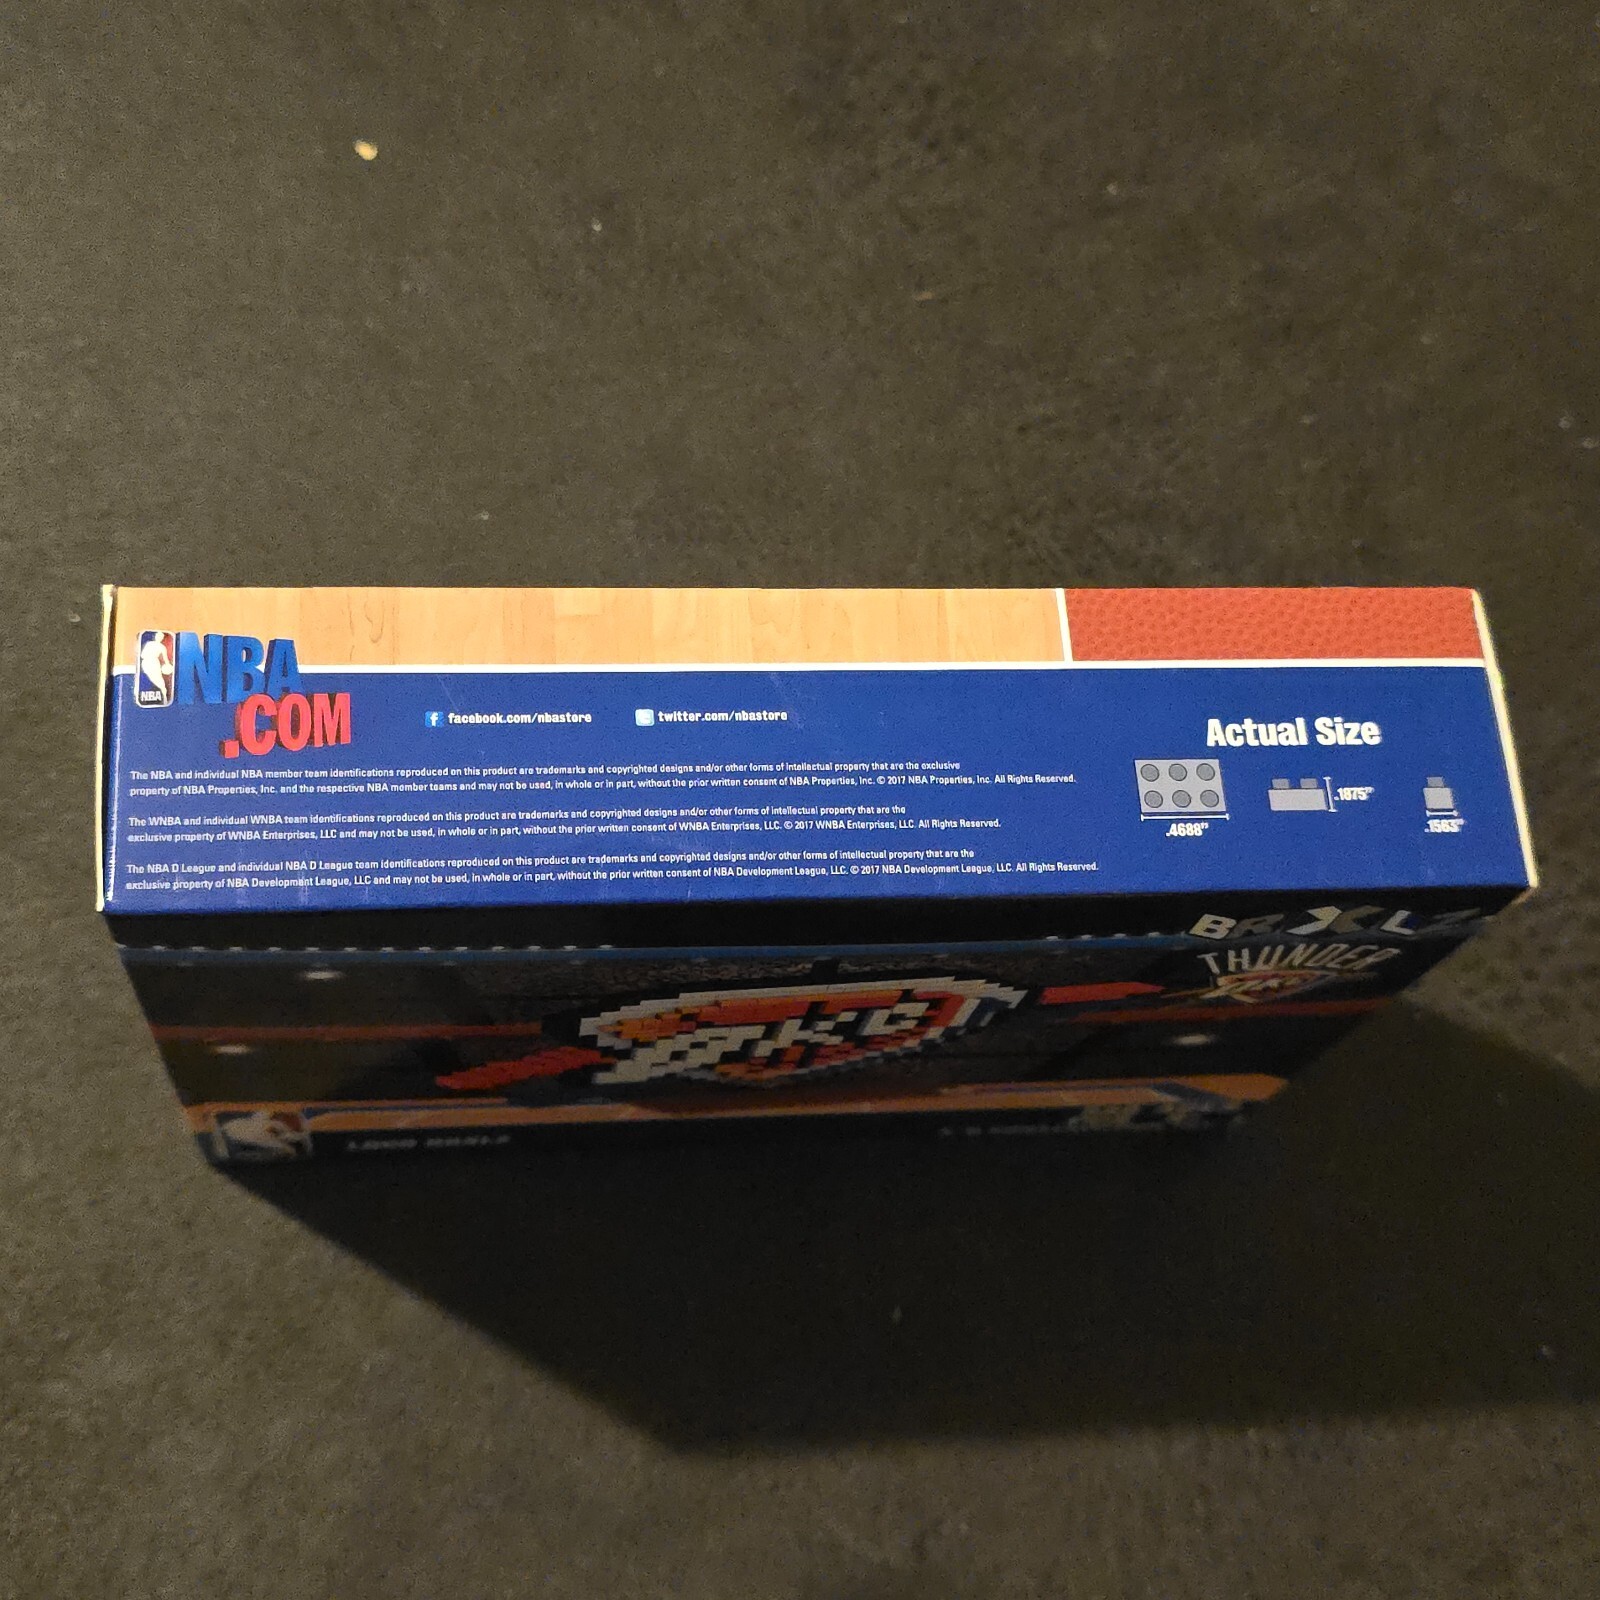 NBA
NBA
.COM
facebook.com/nbastore
twitter.com/nbastore
Actual Size
The NBA and individual NBA member team identifications reproduced on this product are trademarks and copyrighted designs and/or other forms of intellectual property that are the exclusive
property of NBA Properties, Inc. and the respective NBA member teams and may not be used, in whole or in part, without the prior written consent of NBA Properties, Inc. © 2017 NBA Properties, Inc. All Rights Reserved.
The WNBA and individual WNBA team identifications reproduced on this product are trademarks and copyrighted designs and/or other forms of intellectual property that are the
exclusive property of WNBA Enterprises, LLC and may not be used, in whole or in part, without the prior written consent of WNBA Enterprises, LLC. © 2017 WNBA Enterprises, LLC. All Rights Reserved.
The NBA D League and individual NBA D League team identifications reproduced on this product are trademarks and copyrighted designs and/or other forms of intellectual property that are the
exclusive property of NBA Development League, LLC and may not be used, in whole or in part, without the prior written consent of NBA Development League, LLC. © 2017 NBA Development League, LLC. All Rights Reserved.
.4688"
.1875"
.1563"
BRXLZ
THUNDER
OKC
OKC